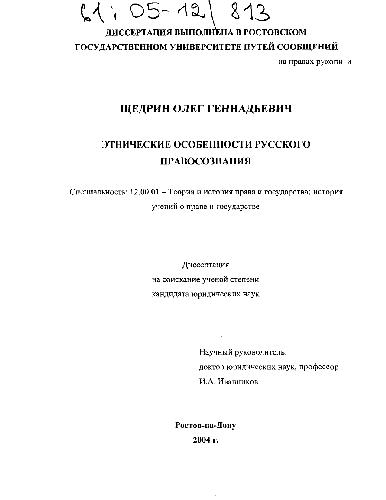 61:05-12/813
ДИССЕРТАЦИЯ ВЫПОЛНЕНА В РОСТОВСКОМ
ГОСУДАРСТВЕННОМ УНИВЕРСИТЕТЕ ПУТЕЙ СООБЩЕНИЙ
на правах рукописи
ЩЕДРИН ОЛЕГ ГЕННАДЬЕВИЧ
ЭТНИЧЕСКИЕ ОСОБЕННОСТИ РУССКОГО
ПРАВОСОЗНАНИЯ
Специальность: 12.00.01 – Теория и история права и государства; история
учений о праве и государстве
Диссертация
на соискание ученой степени
кандидата юридических наук
Научный руководитель:
доктор юридических наук, профессор
И.А. Иванников
Ростов-на-Дону
2004 г.